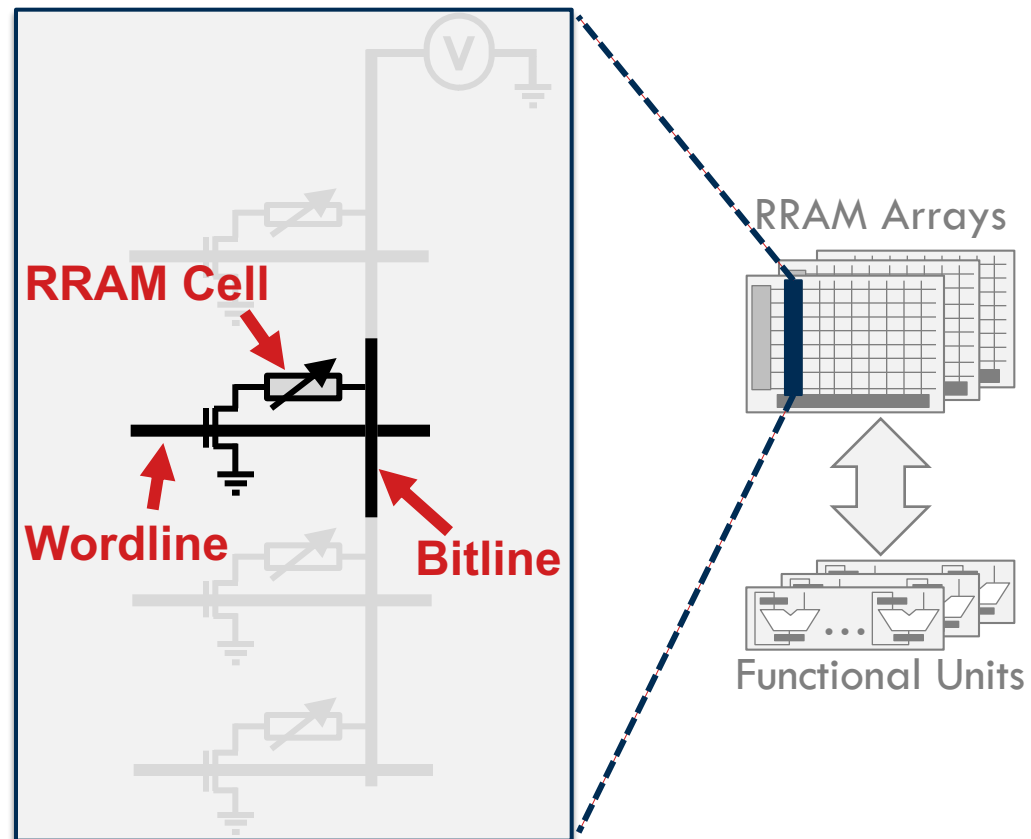 V
RRAM Arrays
RRAM Cell
Wordline
Bitline
Functional Units